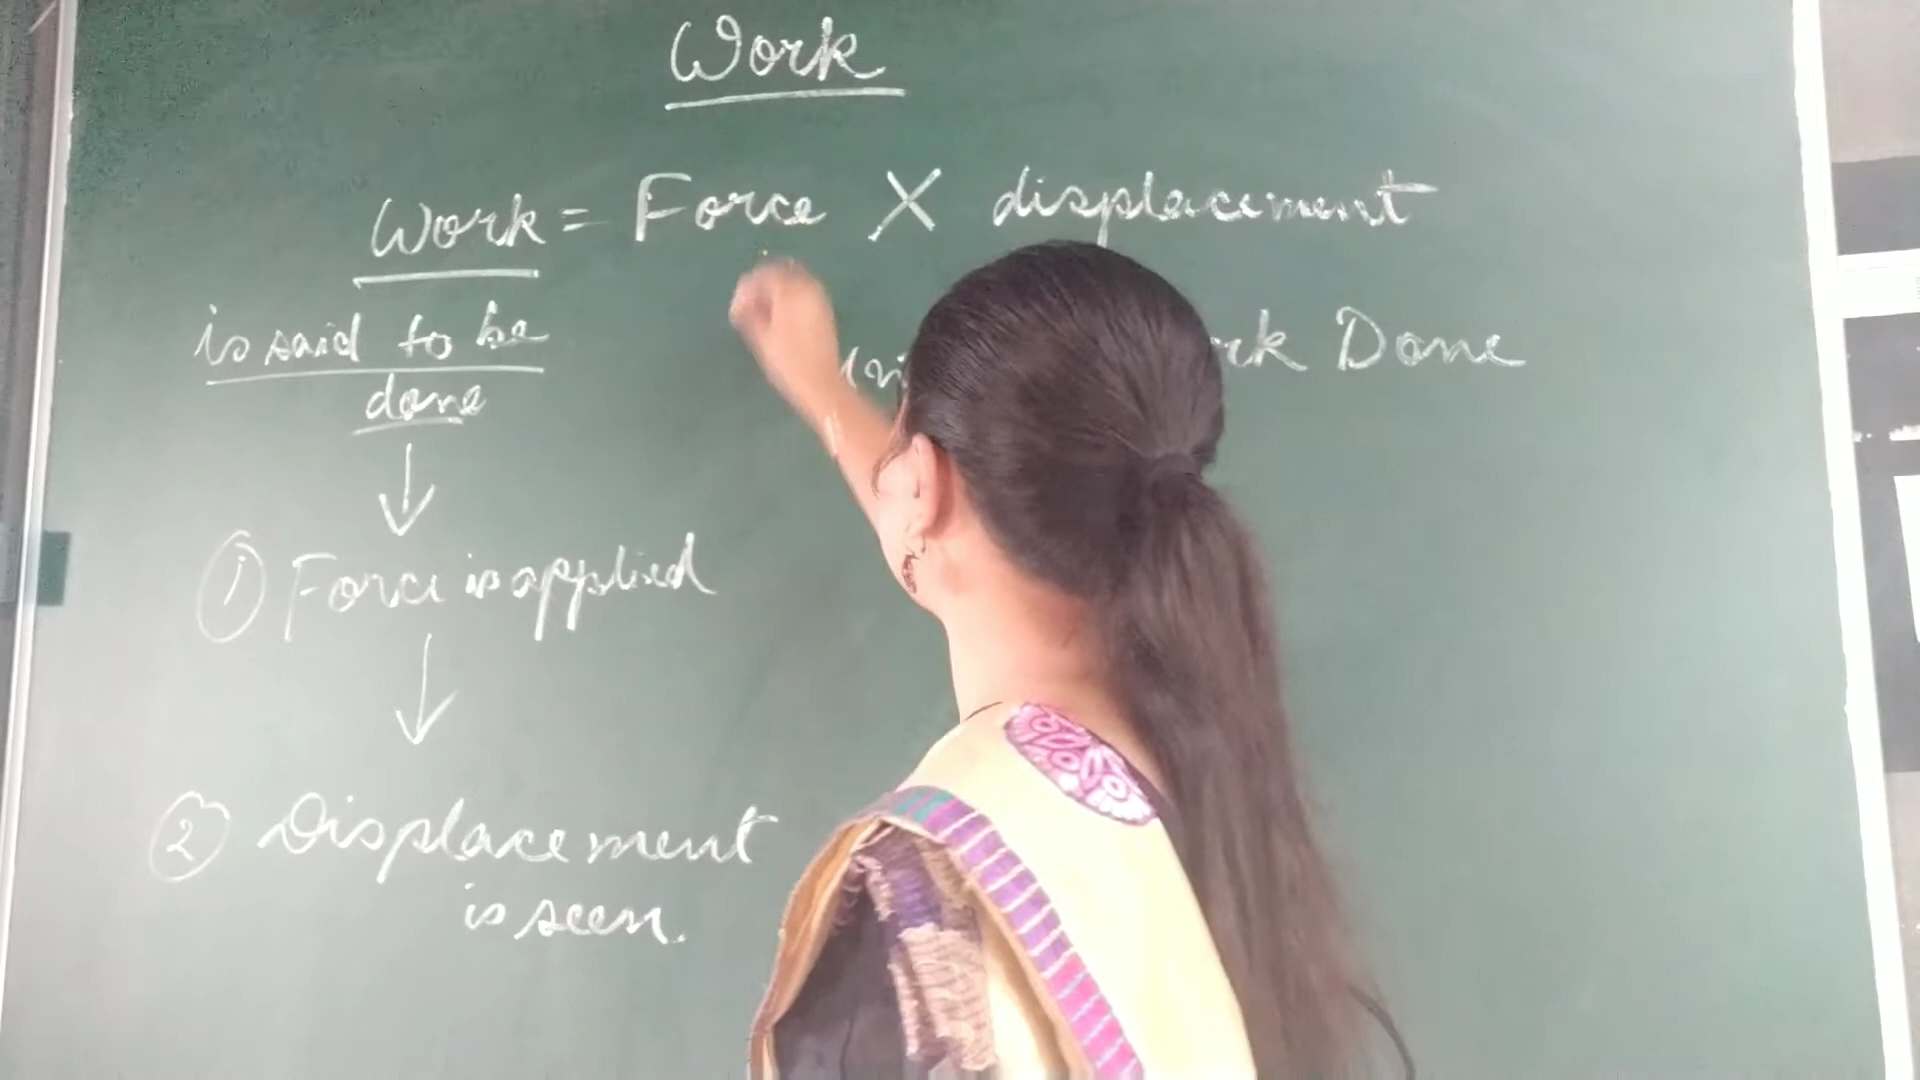 Work
Work = Force X displacement
is said to be
done
Done
↓
① Force is applied
↓
② Displacement
is seen.